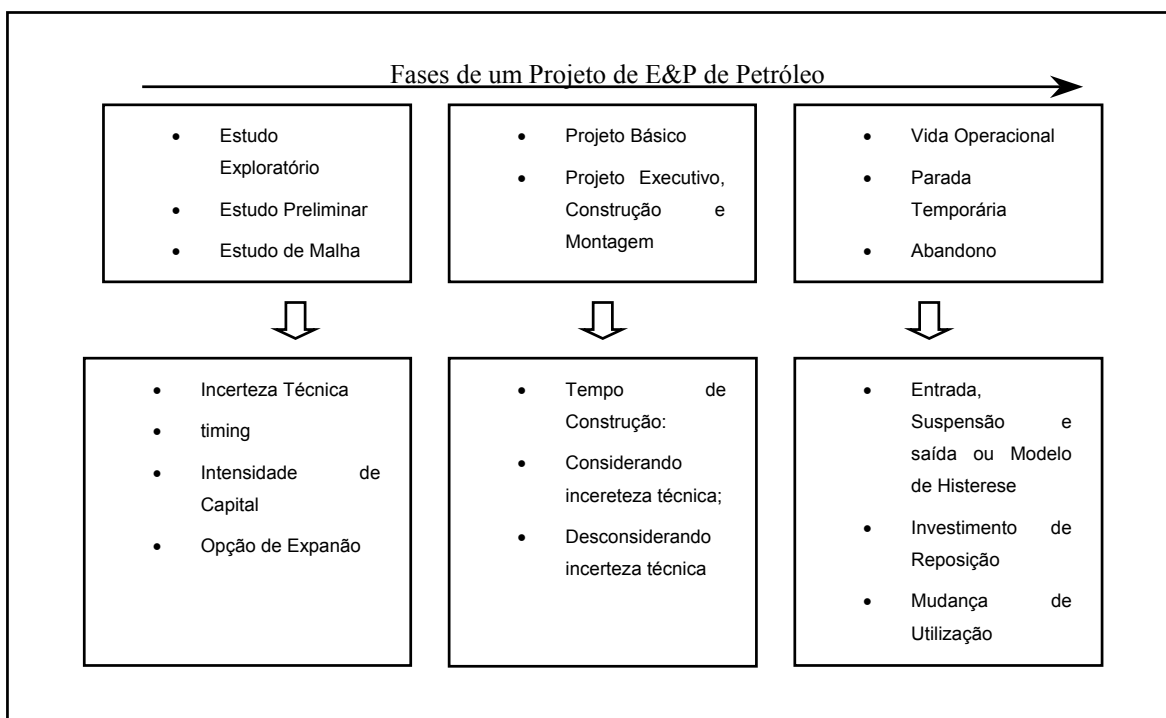 Fases de um Projeto de E&P de Petróleo
• Estudo
Exploratório
• Estudo Preliminar
• Estudo de Malha
• Projeto Básico
• Projeto Executivo,
Construção e
Montagem
• Vida Operacional
• Parada
Temporária
• Abandono
• Incerteza Técnica
• timing
• Intensidade de
Capital
• Opção de Expanão
• Tempo de
Construção:
• Considerando
incereteza técnica;
• Desconsiderando
incerteza técnica
• Entrada,
Suspensão e
saída ou Modelo
de Histerese
• Investimento de
Reposição
• Mudança de
Utilização